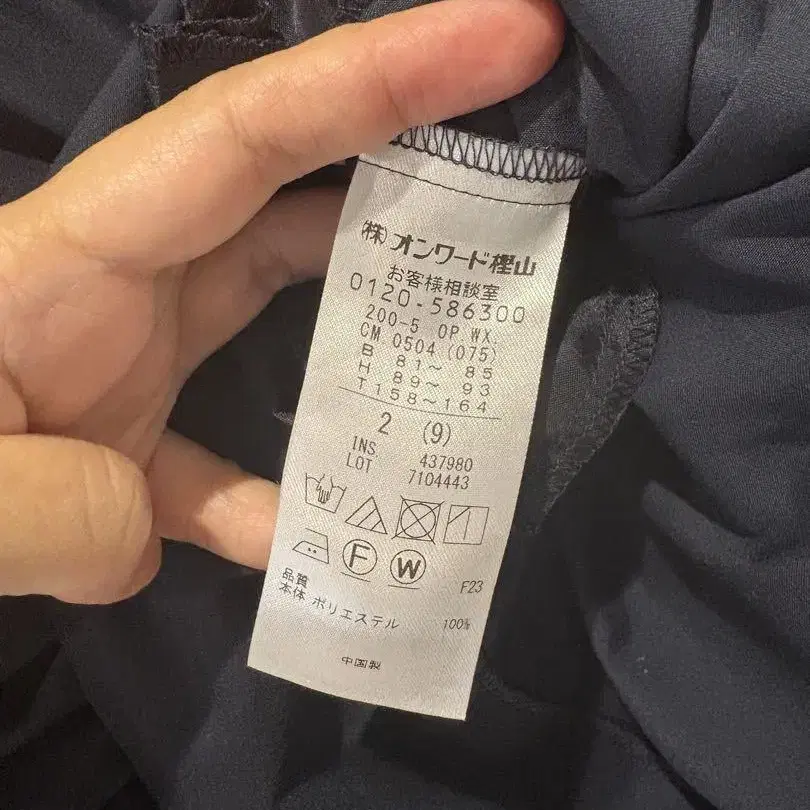 (株)オンワード樫山
お客様相談室
0120-586300
200-5 OP WX.
CM 0504 (075)
B 81~ 85
H 89~ 93
T158~164
2 (9)
INS. 437980
LOT 7104443
F W
品質 F23
本体 ポリエステル 100%
中国製